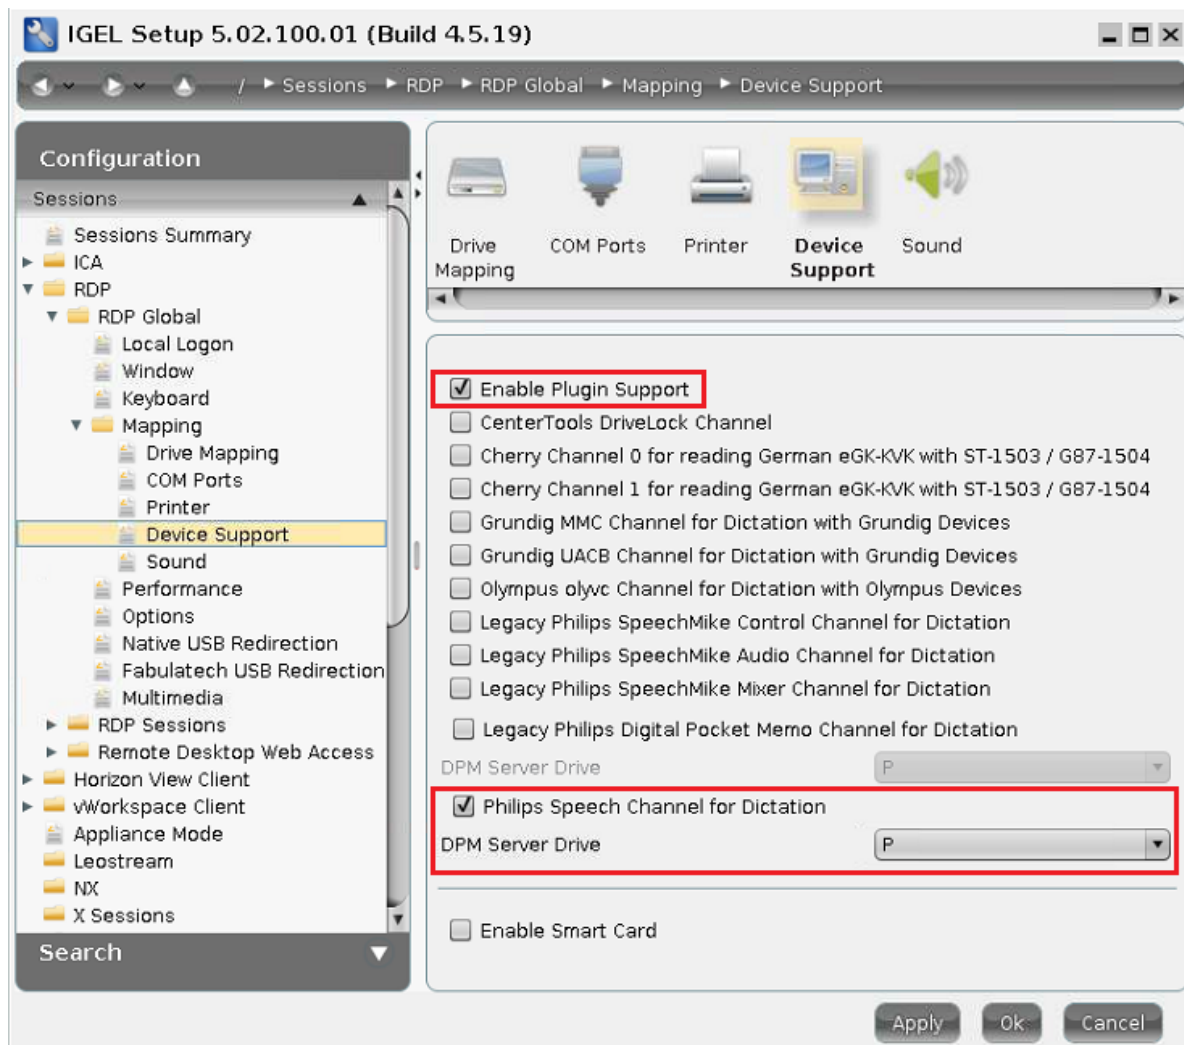 IGEL Setup 5.02.100.01 (Build 4.5.19)
/ Sessions RDP RDP Global Mapping Device Support
Configuration
Sessions
Sessions Summary
ICA
RDP
RDP Global
Local Logon
Window
Keyboard
Mapping
Drive Mapping
COM Ports
Printer
Device Support
Sound
Performance
Options
Native USB Redirection
Fabulatech USB Redirection
Multimedia
RDP Sessions
Remote Desktop Web Access
Horizon View Client
vWorkspace Client
Appliance Mode
Leostream
NX
X Sessions
Search
Drive Mapping
COM Ports
Printer
Device Support
Sound
Enable Plugin Support
CenterTools DriveLock Channel
Cherry Channel 0 for reading German eGK-KVK with ST-1503 / G87-1504
Cherry Channel 1 for reading German eGK-KVK with ST-1503 / G87-1504
Grundig MMC Channel for Dictation with Grundig Devices
Grundig UACB Channel for Dictation with Grundig Devices
Olympus olyvc Channel for Dictation with Olympus Devices
Legacy Philips SpeechMike Control Channel for Dictation
Legacy Philips SpeechMike Audio Channel for Dictation
Legacy Philips SpeechMike Mixer Channel for Dictation
Legacy Philips Digital Pocket Memo Channel for Dictation
DPM Server Drive P
Philips Speech Channel for Dictation
DPM Server Drive P
Enable Smart Card
Apply Ok Cancel